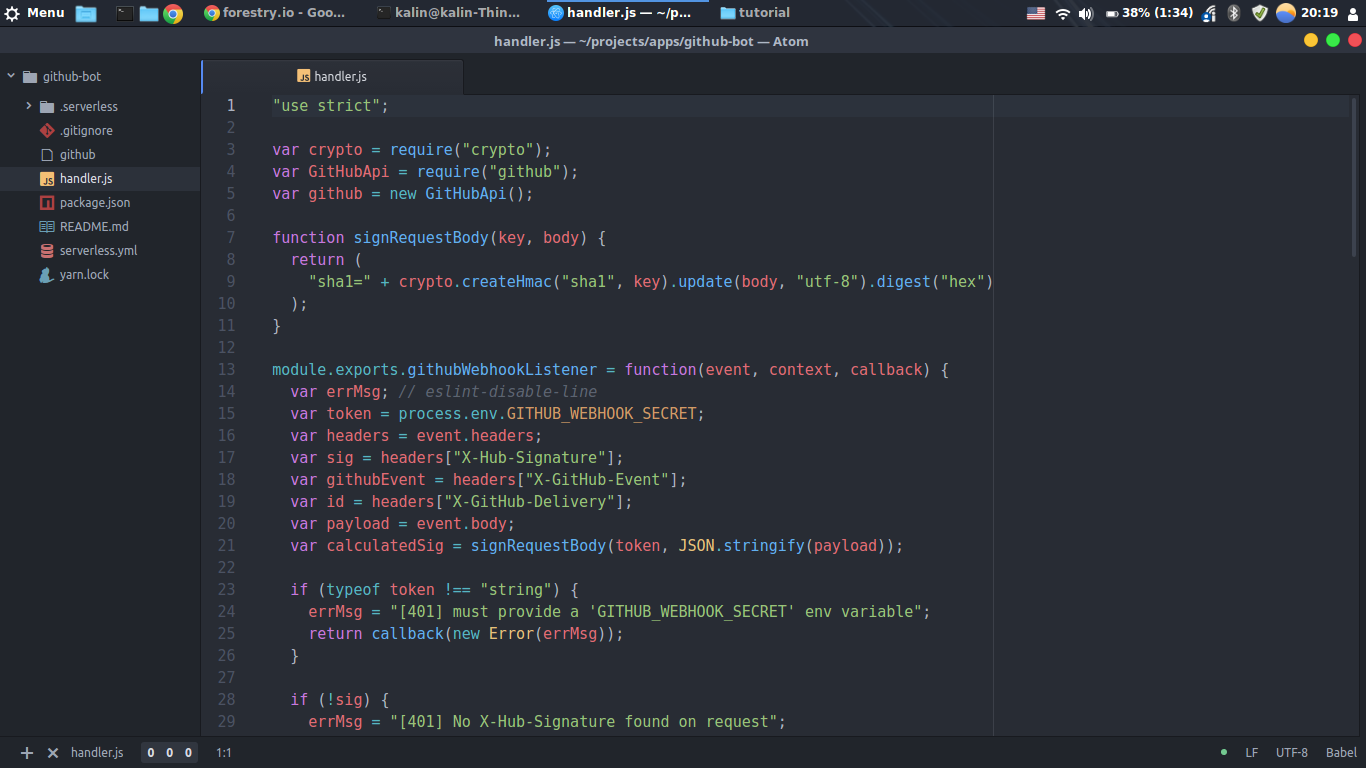 Menu
forestry.io - Goo...
kalin@kalin-Thin...
handler.js — ~/p...
tutorial
38% (1:34)
20:19
handler.js — ~/projects/apps/github-bot — Atom
github-bot
.serverless
.gitignore
github
handler.js
package.json
README.md
serverless.yml
yarn.lock
handler.js
1 "use strict";
2
3 var crypto = require("crypto");
4 var GitHubApi = require("github");
5 var github = new GitHubApi();
6
7 function signRequestBody(key, body) {
8   return (
9     "sha1=" + crypto.createHmac("sha1", key).update(body, "utf-8").digest("hex")
10   );
11 }
12
13 module.exports.githubWebhookListener = function(event, context, callback) {
14   var errMsg; // eslint-disable-line
15   var token = process.env.GITHUB_WEBHOOK_SECRET;
16   var headers = event.headers;
17   var sig = headers["X-Hub-Signature"];
18   var githubEvent = headers["X-GitHub-Event"];
19   var id = headers["X-GitHub-Delivery"];
20   var payload = event.body;
21   var calculatedSig = signRequestBody(token, JSON.stringify(payload));
22
23   if (typeof token !== "string") {
24     errMsg = "[401] must provide a 'GITHUB_WEBHOOK_SECRET' env variable";
25     return callback(new Error(errMsg));
26   }
27
28   if (!sig) {
29     errMsg = "[401] No X-Hub-Signature found on request";
handler.js 0 0 0 1:1
LF UTF-8 Babel